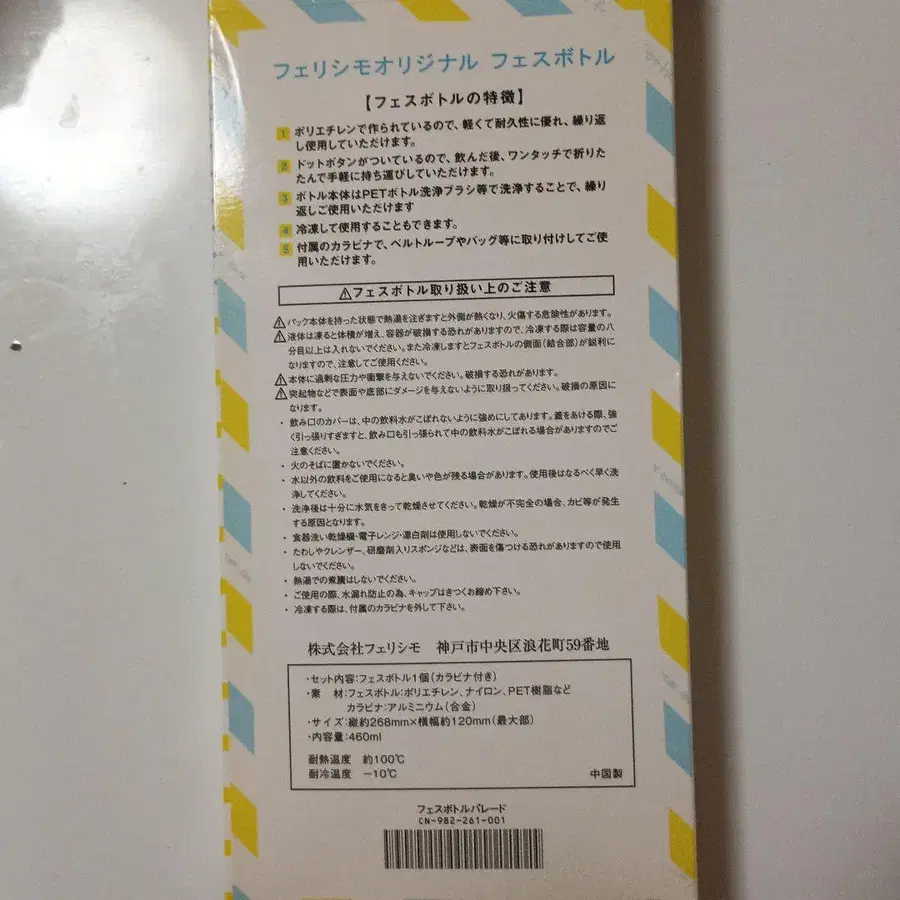 フェリシモオリジナル フェスボトル
【フェスボトルの特徴】
1 ポリエチレンで作られているので、軽くて耐久性に優れ、繰り返
し使用していただけます。
2 ドットボタンがついているので、飲んだ後、ワンタッチで折りた
たんで手軽に持ち運びしていただけます。
3 ボトル本体はPETボトル洗浄ブラシ等で洗浄することで、繰り
返しご使用いただけます
4 冷凍して使用することもできます。
5 付属のカラビナで、ベルトループやバッグ等に取り付けしてご使
用いただけます。
⚠フェスボトル取り扱い上のご注意
⚠パック本体を持った状態で熱湯を注ぎますと外側が熱くなり、火傷する危険性があります。
⚠液体は凍ると体積が増え、容器が破損する恐れがありますので、冷凍する際は容量の八
分目以上は入れないでください。また冷凍しますとフェスボトルの側面(結合部)が鋭利に
なりますので、注意してご使用ください。
⚠本体に過剰な圧力や衝撃を与えないでください。破損する恐れがあります。
⚠突起物などで表面や底部にダメージを与えないように取り扱ってください。破損の原因に
なります。
・飲み口のカバーは、中の飲料水がこぼれないように強めにしてあります。蓋をあける際、強
く引っ張りすぎますと、飲み口も引っ張られて中の飲料水がこぼれる場合がありますのでご
注意ください。
・火のそばに置かないでください。
・水以外の飲料をご使用になると臭いや色が残る場合があります。使用後はなるべく早く洗
浄してください。
・洗浄後は十分に水気をきって乾燥させてください。乾燥が不完全の場合、カビ等が発生
する原因となります。
・食器洗い乾燥機・電子レンジ・漂白剤は使用しないでください。
・たわしやクレンザー、研磨剤入りスポンジなどは、表面を傷つける恐れがありますので使用
しないでください。
・熱湯での煮沸はしないでください。
・ご使用の際、水漏れ防止の為、キャップはきつくお締め下さい。
・冷凍する際は、付属のカラビナを外して下さい。
株式会社フェリシモ 神戸市中央区浪花町59番地
・セット内容:フェスボトル1個(カラビナ付き)
・素 材:フェスボトル:ポリエチレン、ナイロン、PET樹脂など
カラビナ:アルミニウム(合金)
・サイズ:縦約268mm×横幅約120mm(最大部)
・内容量:460ml
耐熱温度 約100℃
耐冷温度 −10℃ 中国製
フェスボトルパレード
CN-982-261-001